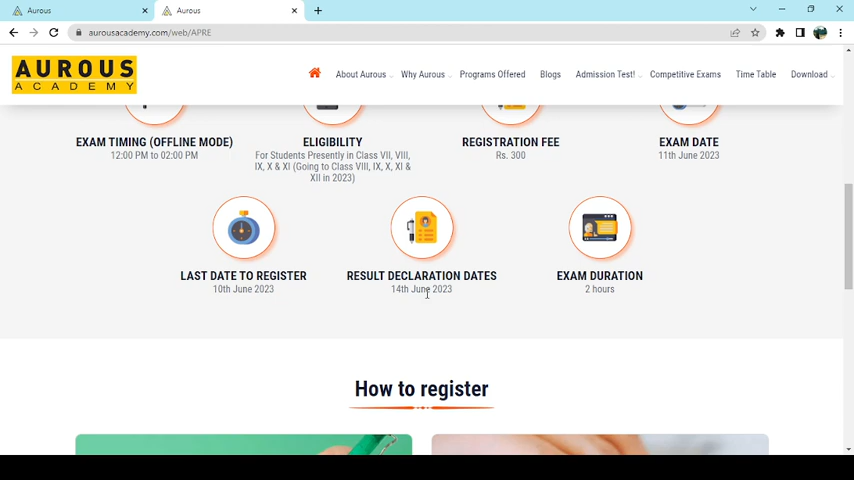 Aurous
Aurous
aurousacademy.com/web/APRE
AUROUS
ACADEMY
About Aurous
Why Aurous
Programs Offered
Blogs
Admission Test!
Competitive Exams
Time Table
Download
EXAM TIMING (OFFLINE MODE)
12:00 PM to 02:00 PM
ELIGIBILITY
For Students Presently in Class VII, VIII,
IX, X & XI (Going to Class VIII, IX, X, XI &
XII in 2023)
REGISTRATION FEE
Rs. 300
EXAM DATE
11th June 2023
LAST DATE TO REGISTER
10th June 2023
RESULT DECLARATION DATES
14th June 2023
EXAM DURATION
2 hours
How to register